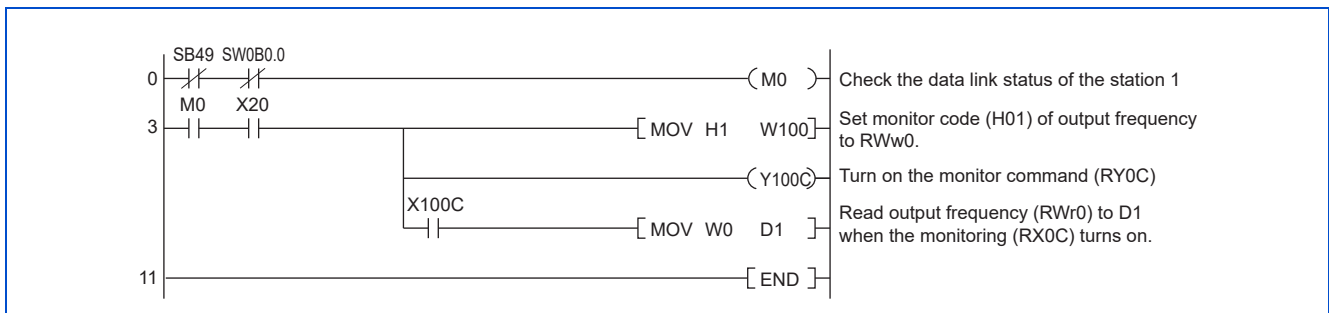 SB49 SW0B0.0
0 M0 Check the data link status of the station 1
M0 X20
3 MOV H1 W100 Set monitor code (H01) of output frequency
to RWw0.
Y100C Turn on the monitor command (RY0C)
X100C
MOV W0 D1 Read output frequency (RWr0) to D1
when the monitoring (RX0C) turns on.
11 END